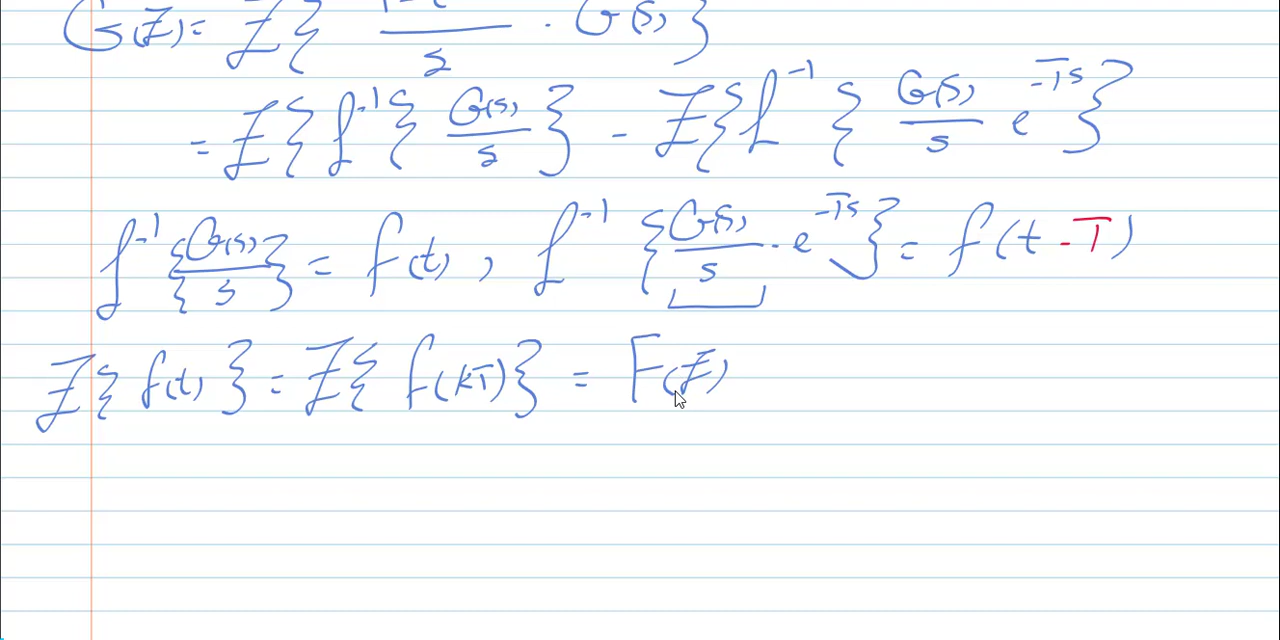 G(Z) = Z{ 1-e / s · G(s) }
= Z{ ℒ⁻¹{ G(s)/s } - Z{ ℒ⁻¹ { G(s)/s e^-Ts }
ℒ⁻¹{ G(s)/s } = f(t) , ℒ⁻¹ { G(s)/s · e^-Ts } = f(t - T)
Z{ f(t) } = Z{ f(kT) } = F(Z)